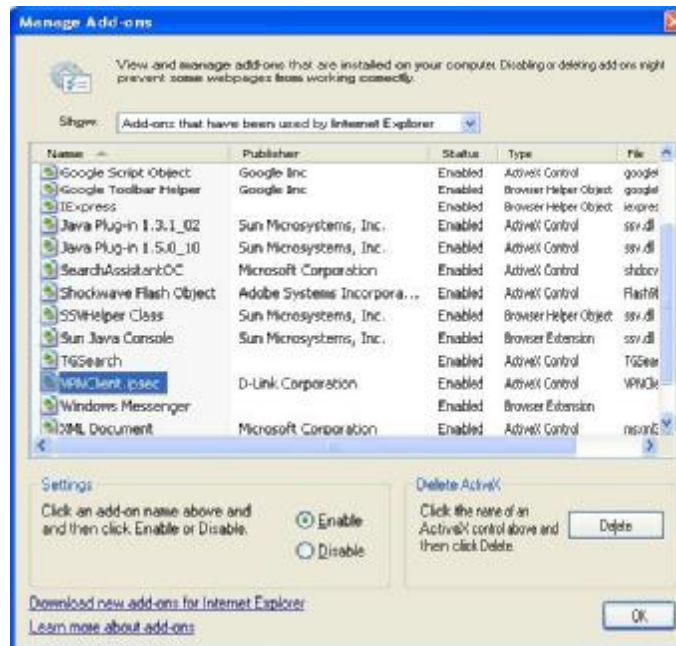 Manage Add-ons
View and manage add-ons that are installed on your computer. Disabling or deleting add-ons might
prevent some webpages from working correctly.
Show: Add-ons that have been used by Internet Explorer
Name Publisher Status Type File
Google Script Object Google Inc Enabled ActiveX Control googlet
Google Toolbar Helper Google Inc Enabled Browser Helper Object googlet
IExpress Enabled Browser Helper Object iexpres
Java Plug-in 1.3.1_02 Sun Microsystems, Inc. Enabled ActiveX Control ssv.dll
Java Plug-in 1.5.0_10 Sun Microsystems, Inc. Enabled ActiveX Control ssv.dll
SearchAssistantOC Microsoft Corporation Enabled ActiveX Control shdocv
Shockwave Flash Object Adobe Systems Incorpora... Enabled ActiveX Control
SSVHelper Class Sun Microsystems, Inc. Enabled Browser Helper Object ssv.dll
Sun Java Console Sun Microsystems, Inc. Enabled Browser Extension ssv.dll
TGSearch Enabled ActiveX Control TGSear
VPNClient.ipsec D-Link Corporation Enabled ActiveX Control VPNClie
Windows Messenger Enabled Browser Extension
XML Document Microsoft Corporation Enabled ActiveX Control
Settings
Click an add-on name above and
and then click Enable or Disable.
Enable
Disable
Delete ActiveX
Click the name of an
ActiveX control above and
then click Delete.
Delete
Download new add-ons for Internet Explorer
Learn more about add-ons
OK